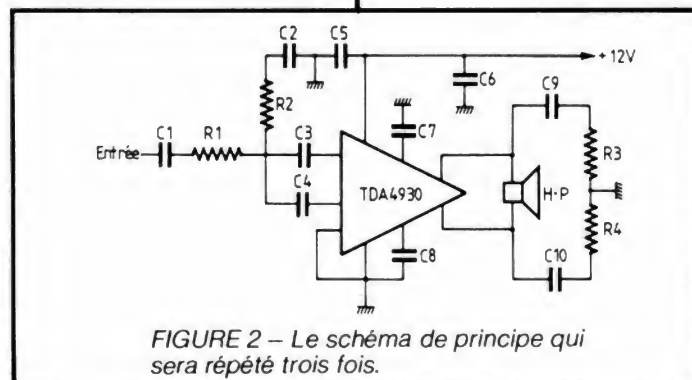 C2
C5
+ 12V
C6
C9
R2
C7
C1
R1
C3
R3
Entrée
C4
TDA4930
H-P
R4
C8
C10
FIGURE 2 – Le schéma de principe qui
sera répété trois fois.